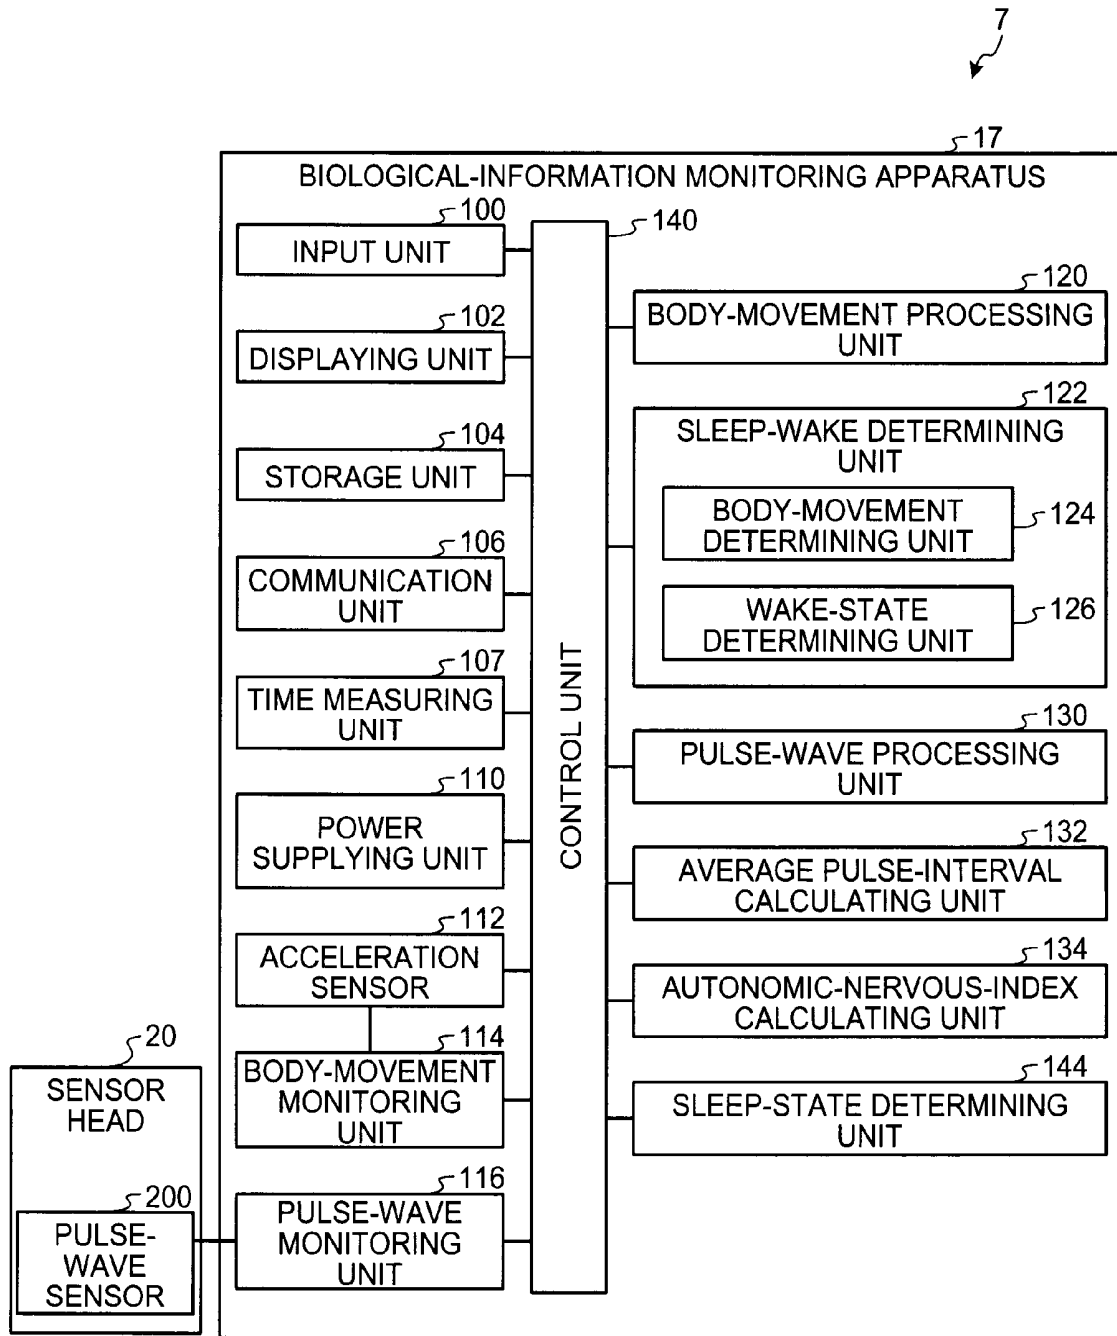 7
17
BIOLOGICAL-INFORMATION MONITORING APPARATUS
100
INPUT UNIT
102
DISPLAYING UNIT
104
STORAGE UNIT
106
COMMUNICATION
UNIT
107
TIME MEASURING
UNIT
110
POWER
SUPPLYING UNIT
112
ACCELERATION
SENSOR
114
BODY-MOVEMENT
MONITORING
UNIT
116
PULSE-WAVE
MONITORING
UNIT
20
SENSOR
HEAD
200
PULSE-
WAVE
SENSOR
140
CONTROL UNIT
120
BODY-MOVEMENT PROCESSING
UNIT
122
SLEEP-WAKE DETERMINING
UNIT
BODY-MOVEMENT
DETERMINING UNIT
124
WAKE-STATE
DETERMINING UNIT
126
130
PULSE-WAVE PROCESSING
UNIT
132
AVERAGE PULSE-INTERVAL
CALCULATING UNIT
134
AUTONOMIC-NERVOUS-INDEX
CALCULATING UNIT
144
SLEEP-STATE DETERMINING
UNIT